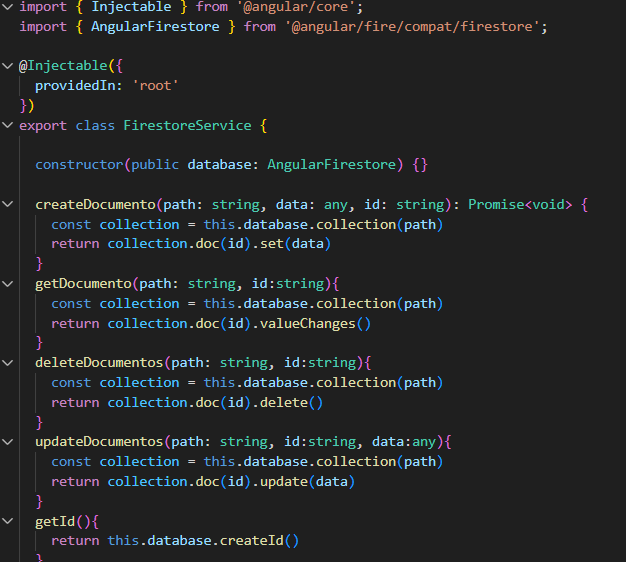 import { Injectable } from '@angular/core';
import { AngularFirestore } from '@angular/fire/compat/firestore';
@Injectable({
  providedIn: 'root'
})
export class FirestoreService {
  constructor(public database: AngularFirestore) {}
  createDocumento(path: string, data: any, id: string): Promise<void> {
    const collection = this.database.collection(path)
    return collection.doc(id).set(data)
  }
  getDocumento(path: string, id:string){
    const collection = this.database.collection(path)
    return collection.doc(id).valueChanges()
  }
  deleteDocumentos(path: string, id:string){
    const collection = this.database.collection(path)
    return collection.doc(id).delete()
  }
  updateDocumentos(path: string, id:string, data:any){
    const collection = this.database.collection(path)
    return collection.doc(id).update(data)
  }
  getId(){
    return this.database.createId()
  }